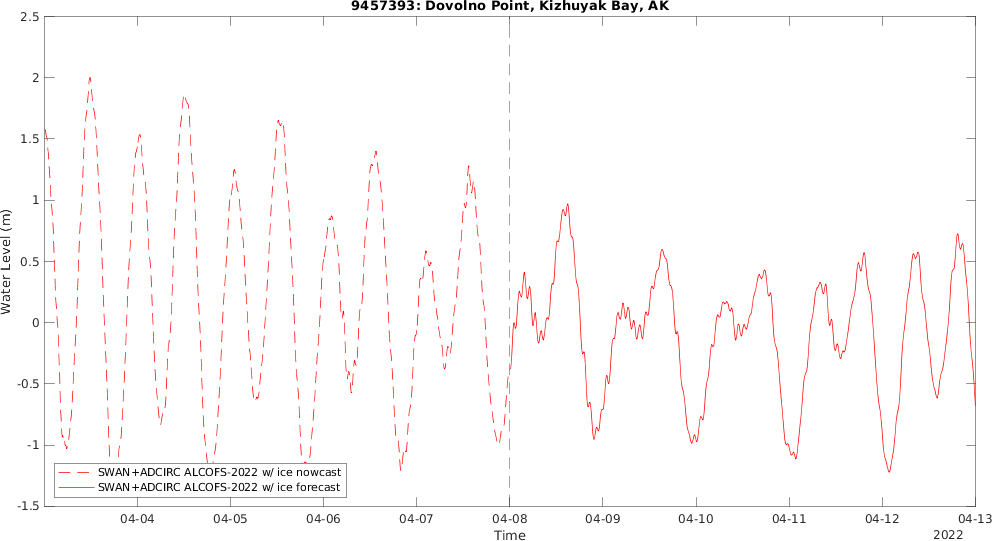 9457393: Dovolno Point, Kizhuyak Bay, AK
2.5
2
1.5
1
0.5
0
-0.5
-1
-1.5
Water Level (m)
SWAN+ADCIRC ALCOFS-2022 w/ ice nowcast
SWAN+ADCIRC ALCOFS-2022 w/ ice forecast
04-04 04-05 04-06 04-07 04-08 04-09 04-10 04-11 04-12 04-13
Time
2022